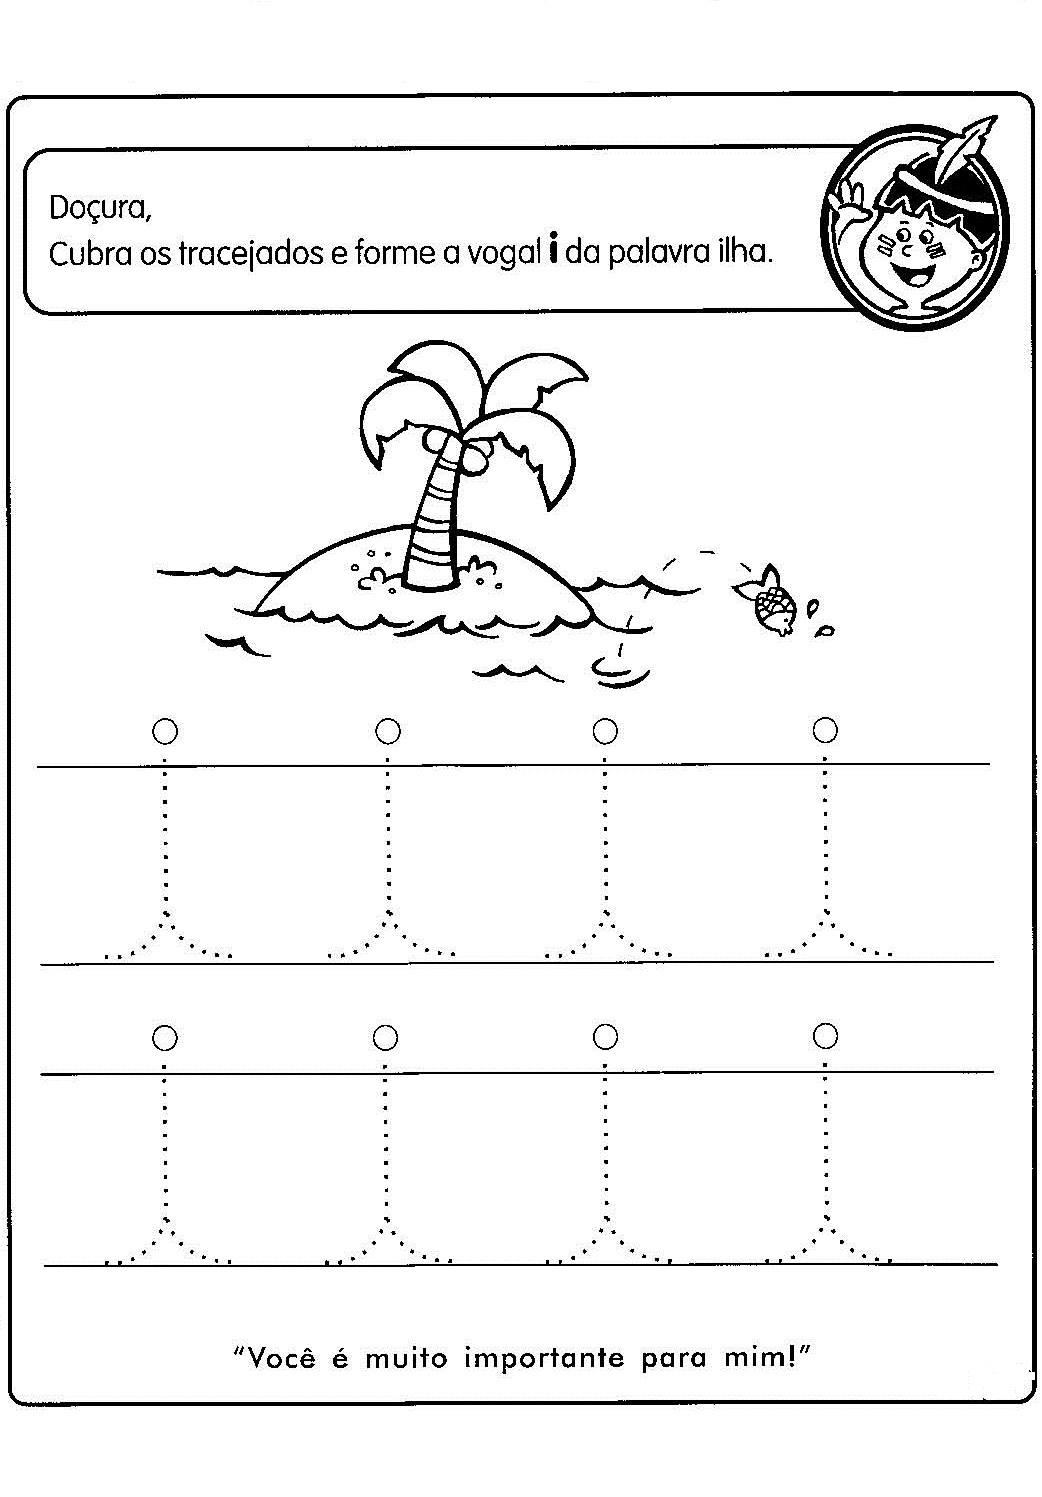 Doçura,
Cubra os tracejados e forme a vogal i da palavra ilha.
i i i i
i i i i
"Você é muito importante para mim!"